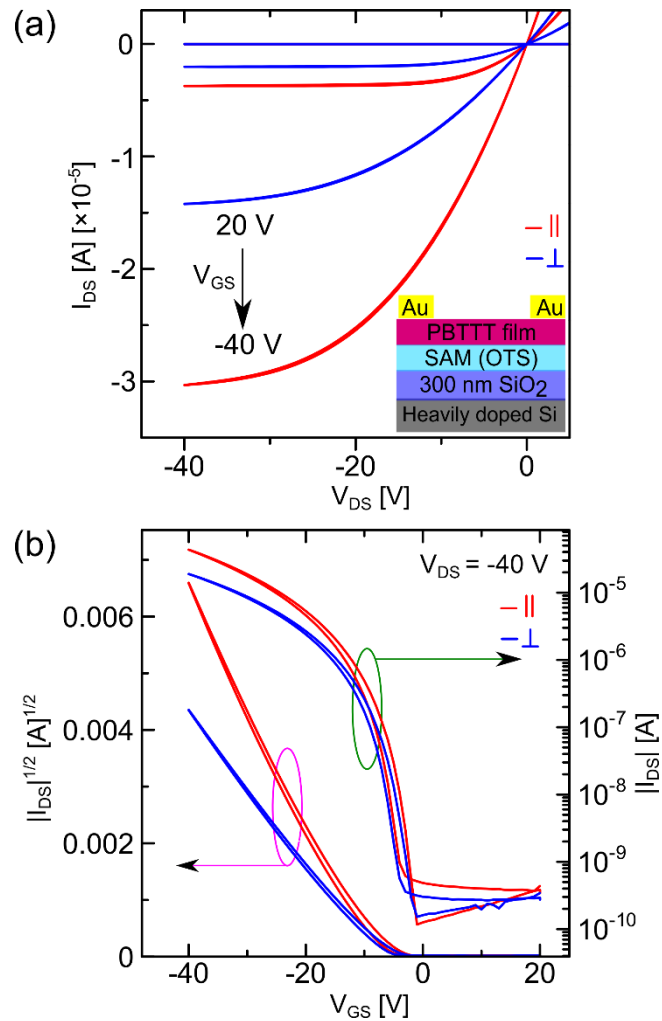 (a)
0
-1
-2
-3
I_DS [A] [×10⁻⁵]
20 V
V_GS
-40 V
— ||
— ⊥
Au Au
PBTTT film
SAM (OTS)
300 nm SiO₂
Heavily doped Si
-40 -20 0
V_DS [V]
(b)
V_DS = -40 V
— ||
— ⊥
0.006
0.004
0.002
0
|I_DS|^1/2 [A]^1/2
10⁻⁵
10⁻⁶
10⁻⁷
10⁻⁸
10⁻⁹
10⁻¹⁰
|I_DS| [A]
-40 -20 0 20
V_GS [V]